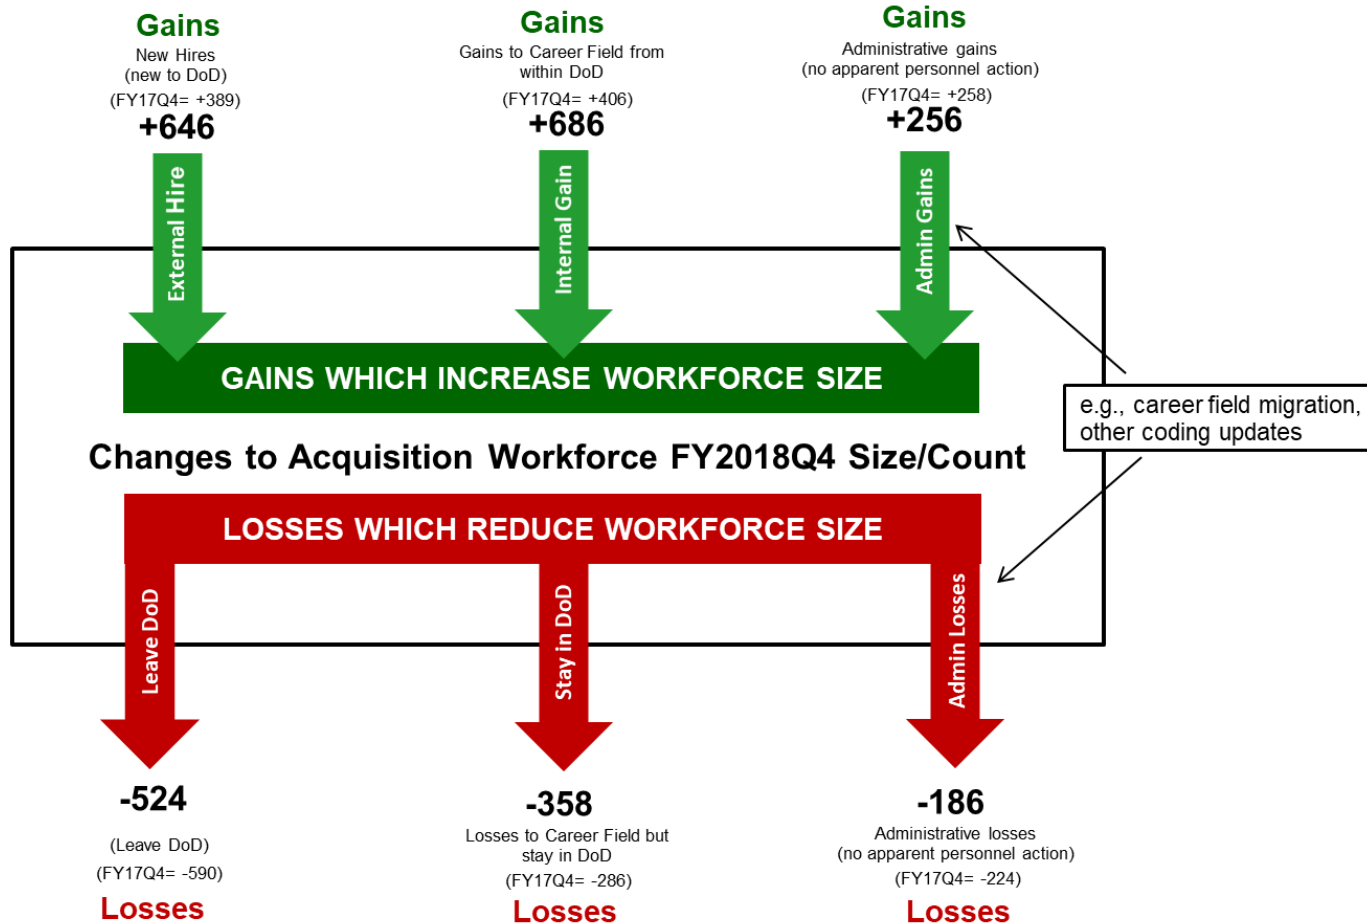 Gains
New Hires
(new to DoD)
(FY17Q4= +389)
+646
Gains
Gains to Career Field from
within DoD
(FY17Q4= +406)
+686
Gains
Administrative gains
(no apparent personnel action)
(FY17Q4= +258)
+256
External Hire
Internal Gain
Admin Gains
GAINS WHICH INCREASE WORKFORCE SIZE
e.g., career field migration,
other coding updates
Changes to Acquisition Workforce FY2018Q4 Size/Count
LOSSES WHICH REDUCE WORKFORCE SIZE
Leave DoD
Stay in DoD
Admin Losses
-524
(Leave DoD)
(FY17Q4= -590)
Losses
-358
Losses to Career Field but
stay in DoD
(FY17Q4= -286)
Losses
-186
Administrative losses
(no apparent personnel action)
(FY17Q4= -224)
Losses